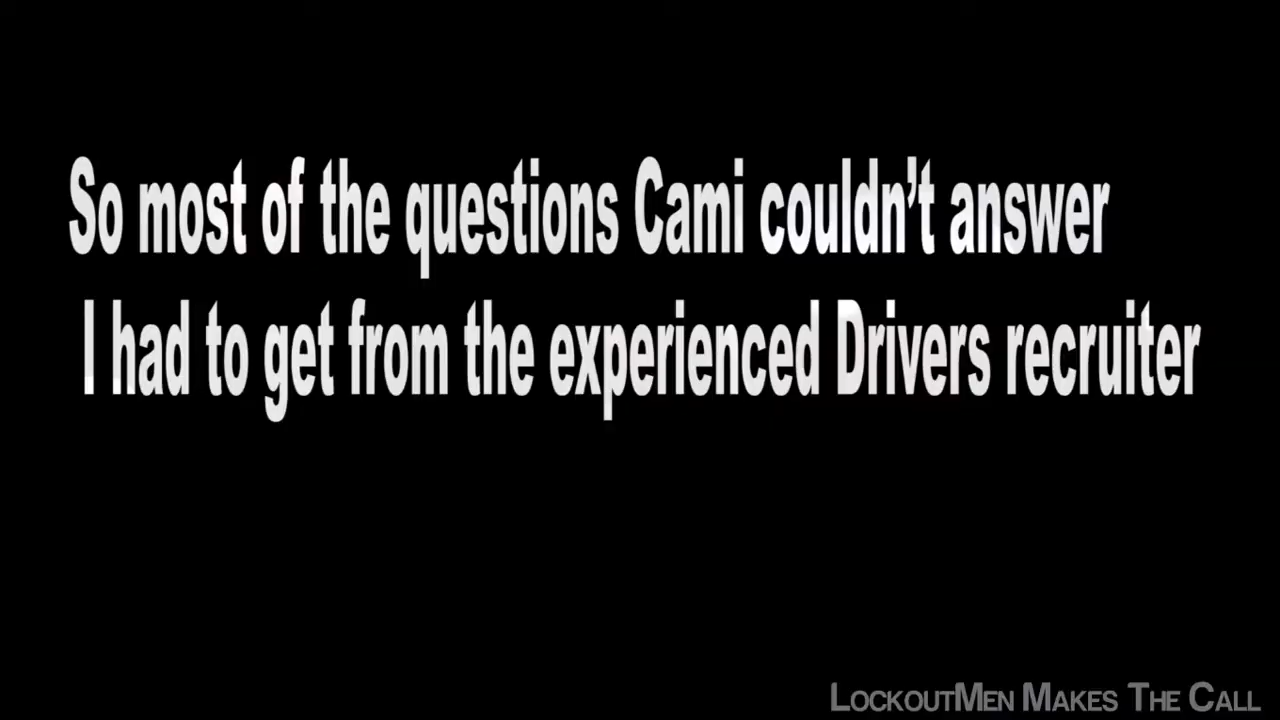 So most of the questions Cami couldn’t answer
I had to get from the experienced Drivers recruiter
LockoutMen Makes The Call